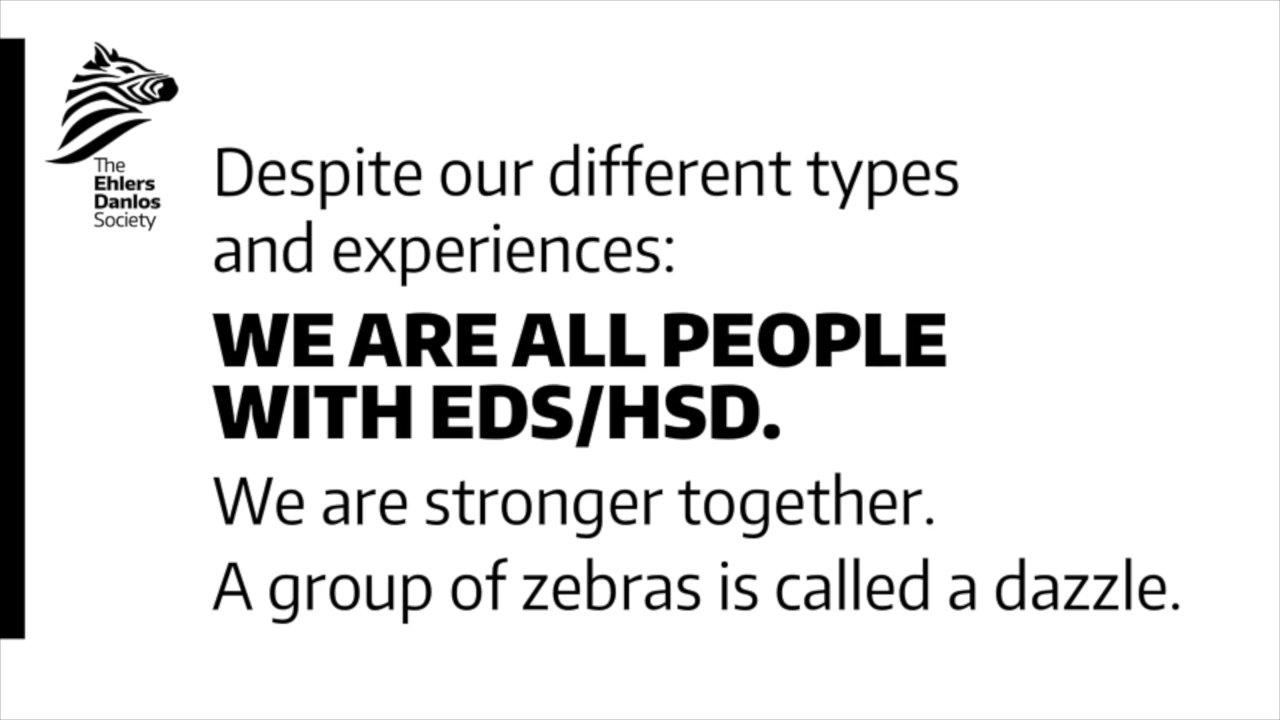 The
Ehlers
Danlos
Society
Despite our different types
and experiences:
WE ARE ALL PEOPLE
WITH EDS/HSD.
We are stronger together.
A group of zebras is called a dazzle.